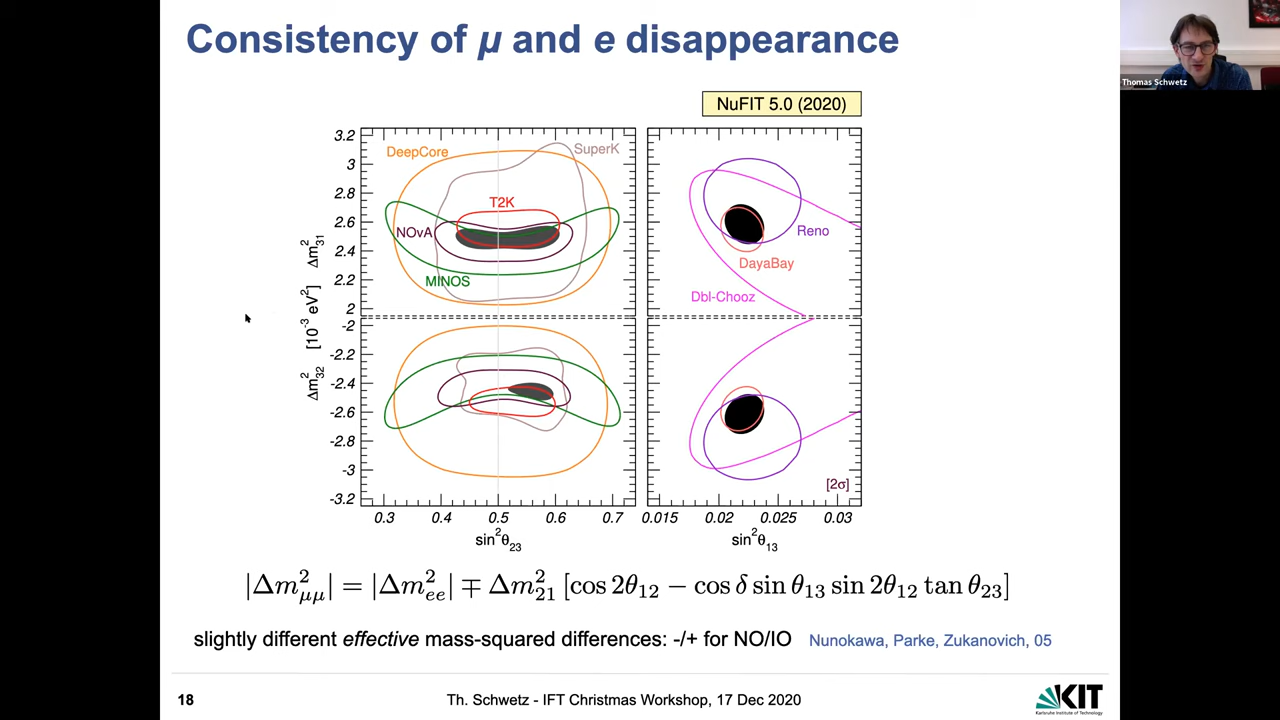 Consistency of μ and e disappearance
Thomas Schwetz
NuFIT 5.0 (2020)
3.2
3
2.8
2.6
2.4
2.2
2
-2
-2.2
-2.4
-2.6
-2.8
-3
-3.2
Δm²₃₁
[10⁻³ eV²]
Δm²₃₂
DeepCore
SuperK
T2K
NOvA
MINOS
Reno
DayaBay
Dbl-Chooz
[2σ]
0.3 0.4 0.5 0.6 0.7
0.015 0.02 0.025 0.03
sin²θ₂₃
sin²θ₁₃
|Δm²μμ| = |Δm²ee| ∓ Δm²₂₁ [cos 2θ₁₂ − cos δ sin θ₁₃ sin 2θ₁₂ tan θ₂₃]
slightly different effective mass-squared differences: -/+ for NO/IO Nunokawa, Parke, Zukanovich, 05
18 Th. Schwetz - IFT Christmas Workshop, 17 Dec 2020
KIT
Karlsruhe Institute of Technology